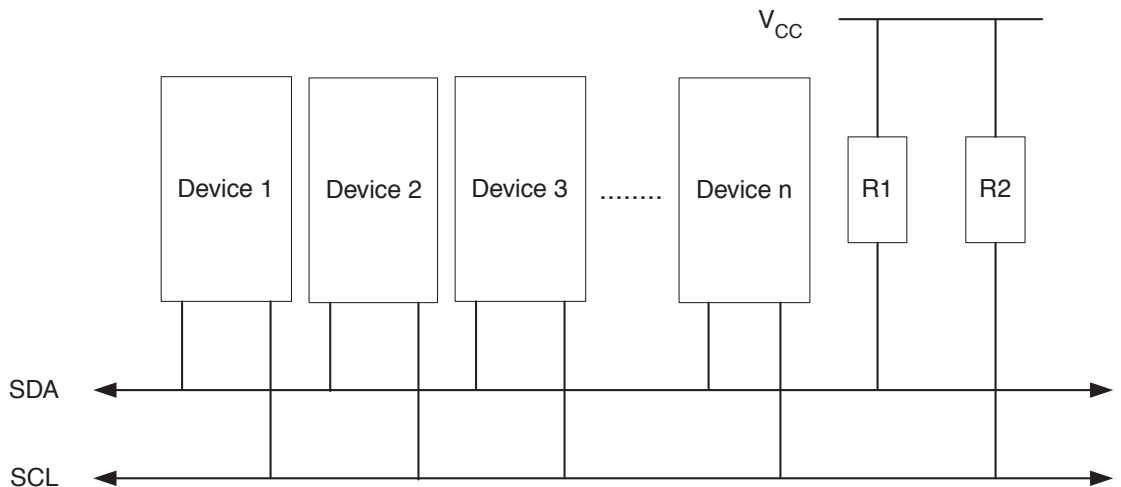 VCC
Device 1
Device 2
Device 3
........
Device n
R1
R2
SDA
SCL